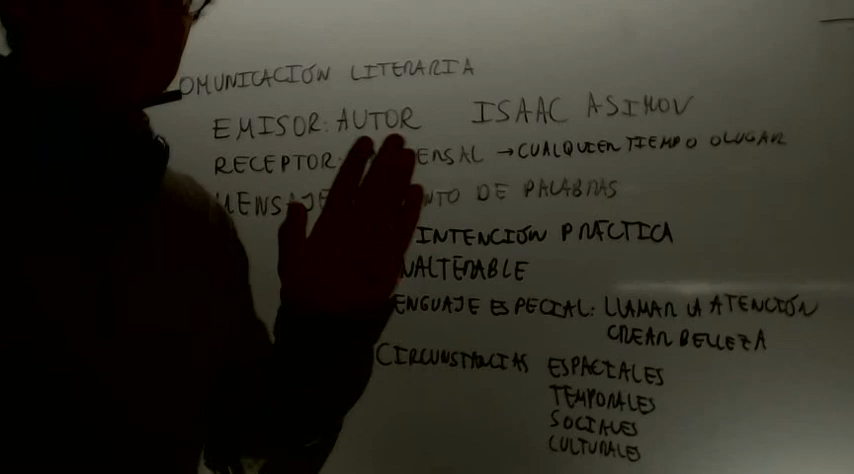 OMUNICACIÓN LITERARIA
EMISOR: AUTOR ISAAC ASIMOV
RECEPTOR: ENSAL → CUALQUIER TIEMPO O LUGAR
MENSAJE NTO DE PALABRAS
INTENCIÓN PRÁCTICA
NALTERABLE
ENGUAJE ESPECIAL: LLAMAR LA ATENCIÓN
CREAR BELLEZA
CIRCUNSTANCIAS ESPACIALES
TEMPORALES
SOCIALES
CULTURALES